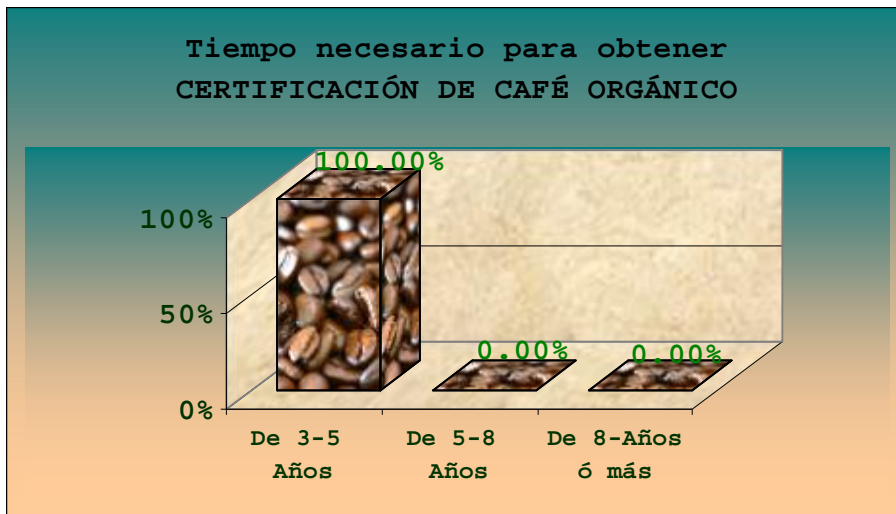 Tiempo necesario para obtener
CERTIFICACIÓN DE CAFÉ ORGÁNICO
100.00%
100%
50%
0.00%
0.00%
0%
De 3-5
Años
De 5-8
Años
De 8-Años
ó más